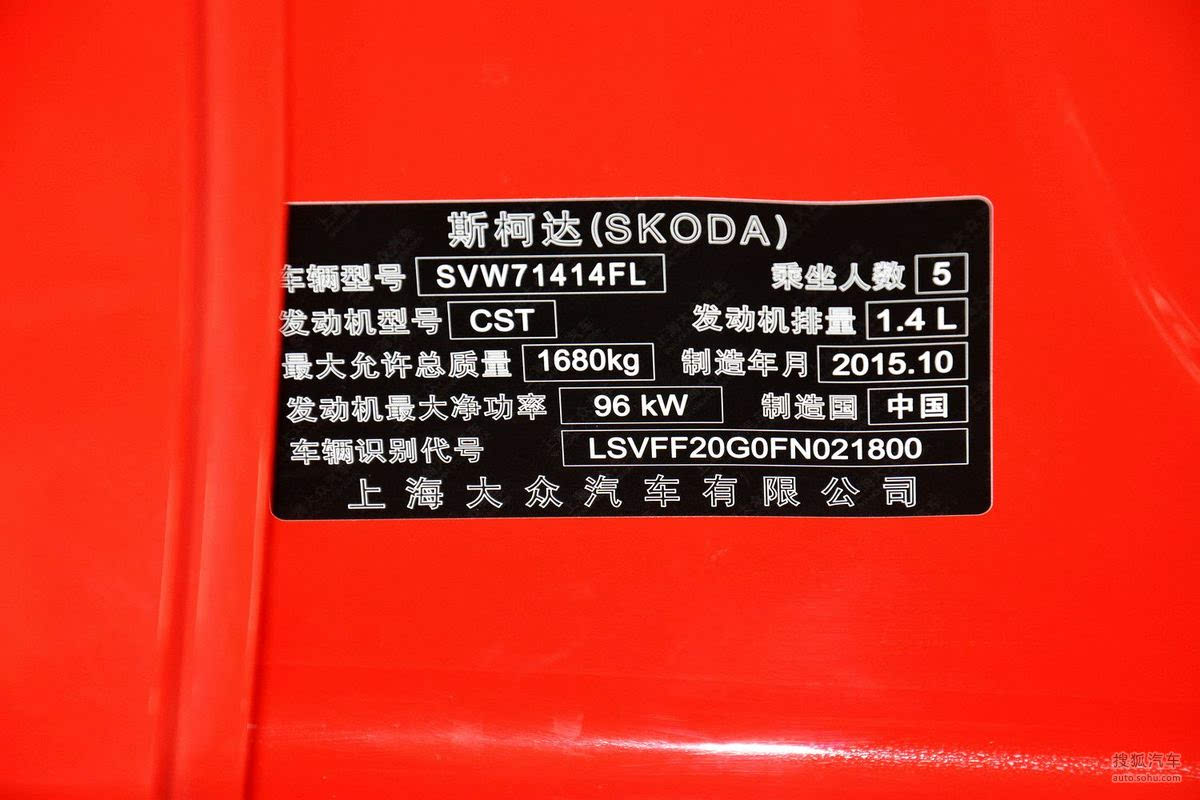 斯柯达(SKODA)
车辆型号 SVW71414FL 乘坐人数 5
发动机型号 CST 发动机排量 1.4 L
最大允许总质量 1680kg 制造年月 2015.10
发动机最大净功率 96 kW 制造国 中国
车辆识别代号 LSVFF20G0FN021800
上海大众汽车有限公司
搜狐汽车
auto.sohu.com